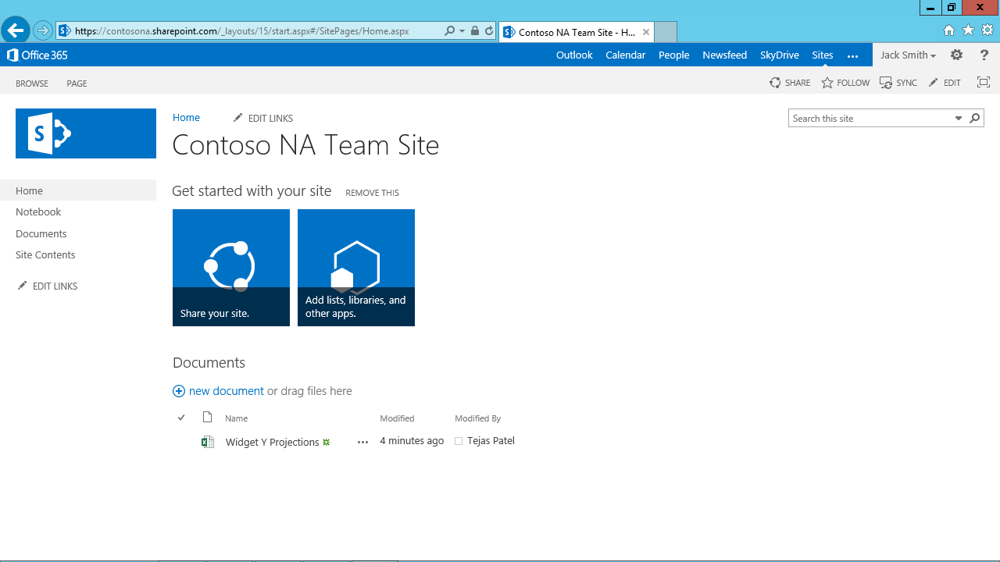 https://contosona.sharepoint.com/_layouts/15/start.aspx#/SitePages/Home.aspx
Contoso NA Team Site - H...
Office 365
Outlook Calendar People Newsfeed SkyDrive Sites ... Jack Smith ?
BROWSE PAGE
SHARE FOLLOW SYNC EDIT
S
Home EDIT LINKS
Search this site
Contoso NA Team Site
Home
Notebook
Documents
Site Contents
EDIT LINKS
Get started with your site REMOVE THIS
Share your site.
Add lists, libraries, and
other apps.
Documents
new document or drag files here
Name Modified Modified By
Widget Y Projections ... 4 minutes ago Tejas Patel